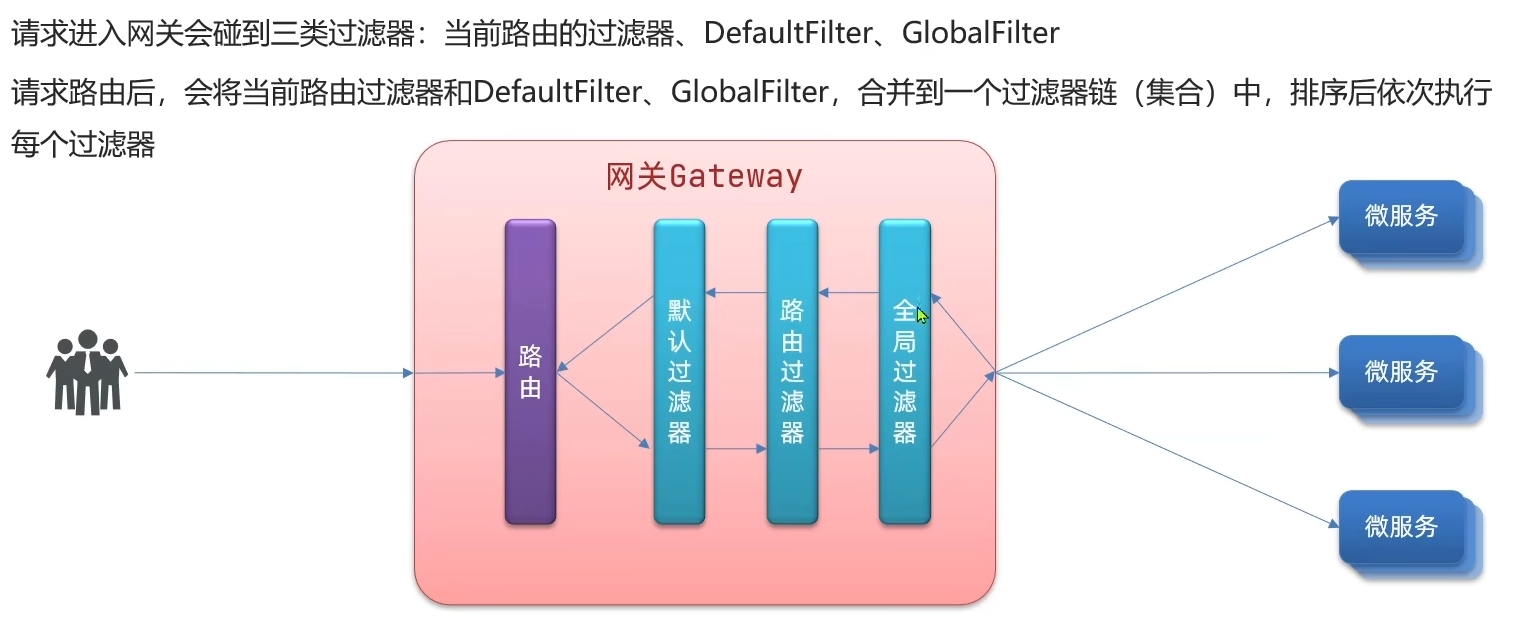 请求进入网关会碰到三类过滤器：当前路由的过滤器、DefaultFilter、GlobalFilter
请求路由后，会将当前路由过滤器和DefaultFilter、GlobalFilter，合并到一个过滤器链（集合）中，排序后依次执行
每个过滤器
网关Gateway
路由
默认过滤器
路由过滤器
全局过滤器
微服务
微服务
微服务